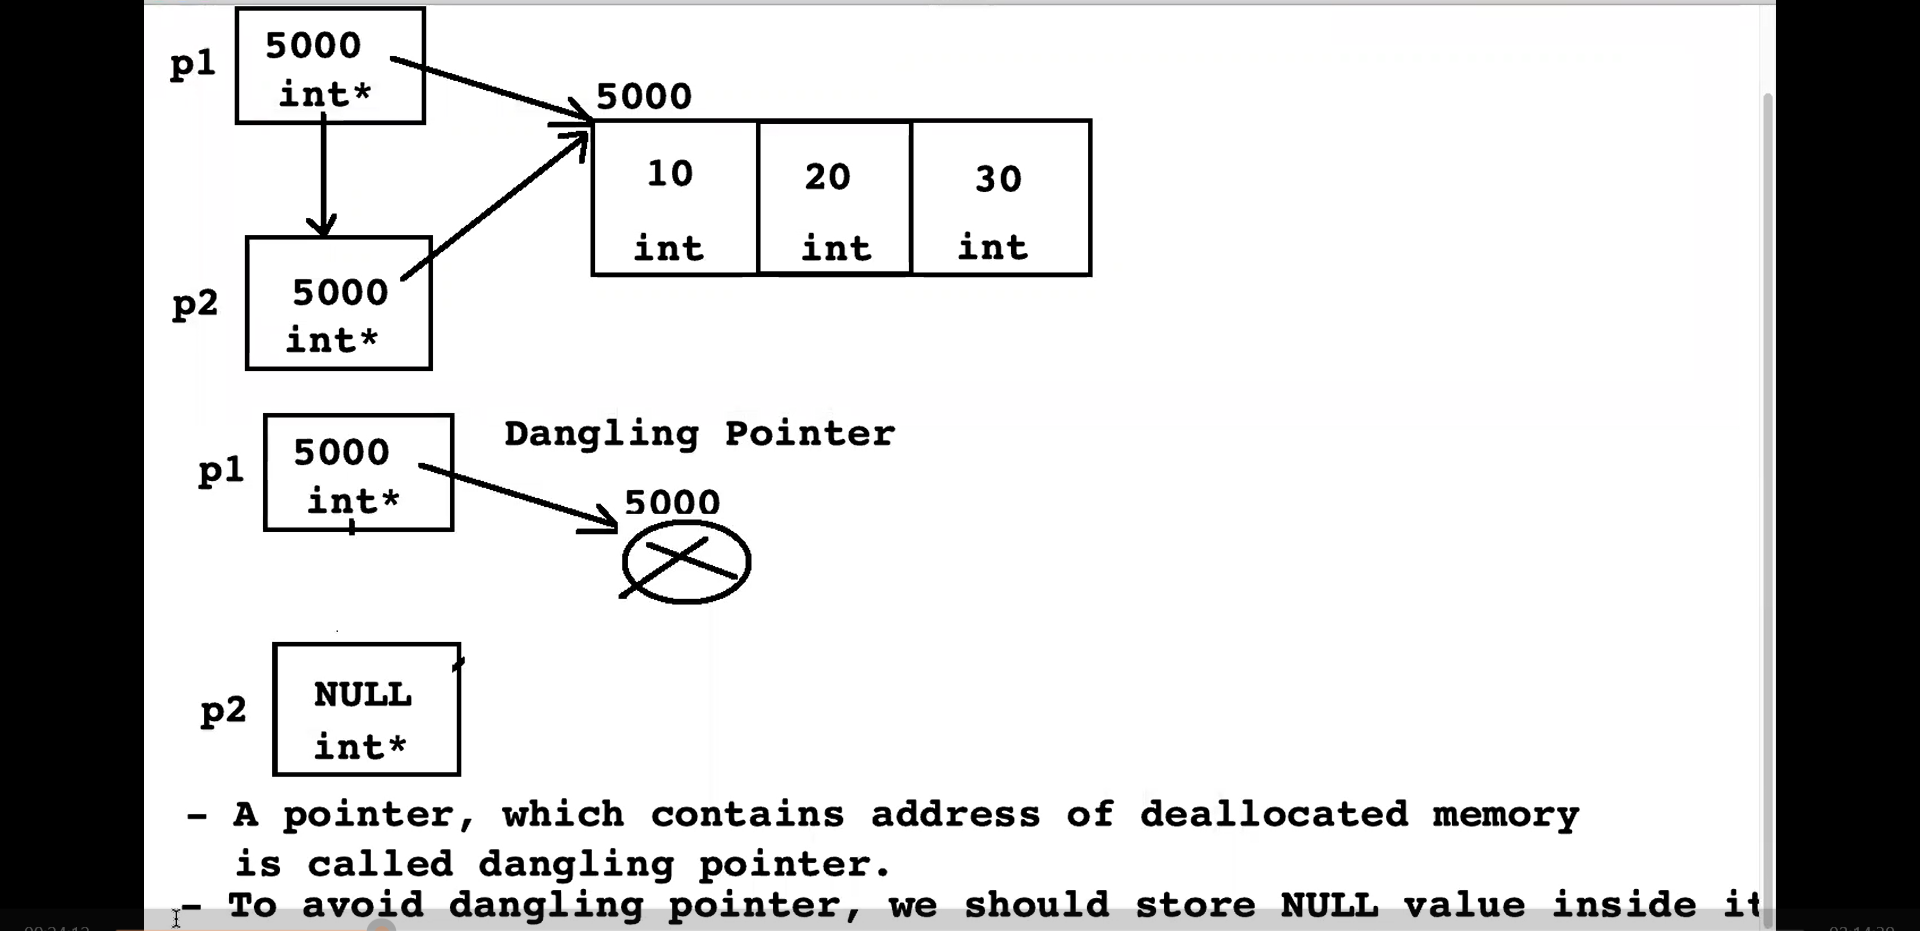 5000
p1
int*
5000
10 20 30
int int int
5000
p2
int*
Dangling Pointer
5000
p1
int*
5000
NULL
p2
int*
- A pointer, which contains address of deallocated memory
is called dangling pointer.
- To avoid dangling pointer, we should store NULL value inside it